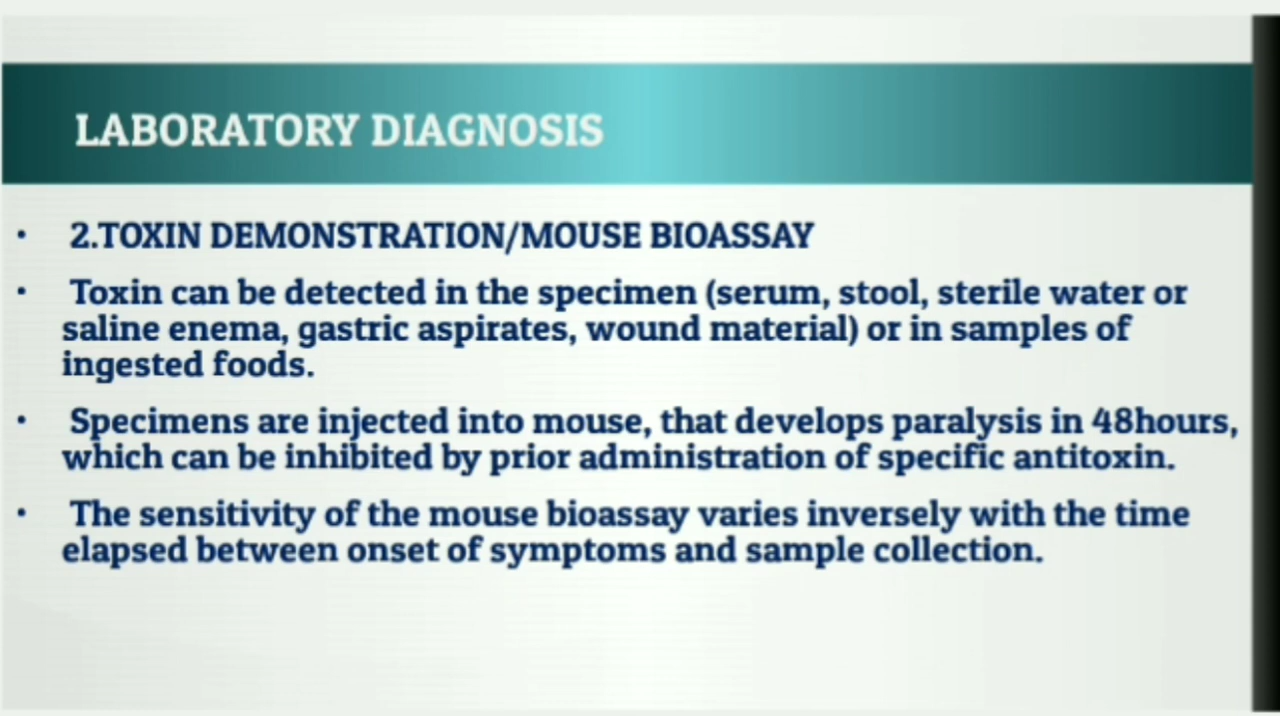 LABORATORY DIAGNOSIS
• 2.TOXIN DEMONSTRATION/MOUSE BIOASSAY
• Toxin can be detected in the specimen (serum, stool, sterile water or
saline enema, gastric aspirates, wound material) or in samples of
ingested foods.
• Specimens are injected into mouse, that develops paralysis in 48hours,
which can be inhibited by prior administration of specific antitoxin.
• The sensitivity of the mouse bioassay varies inversely with the time
elapsed between onset of symptoms and sample collection.